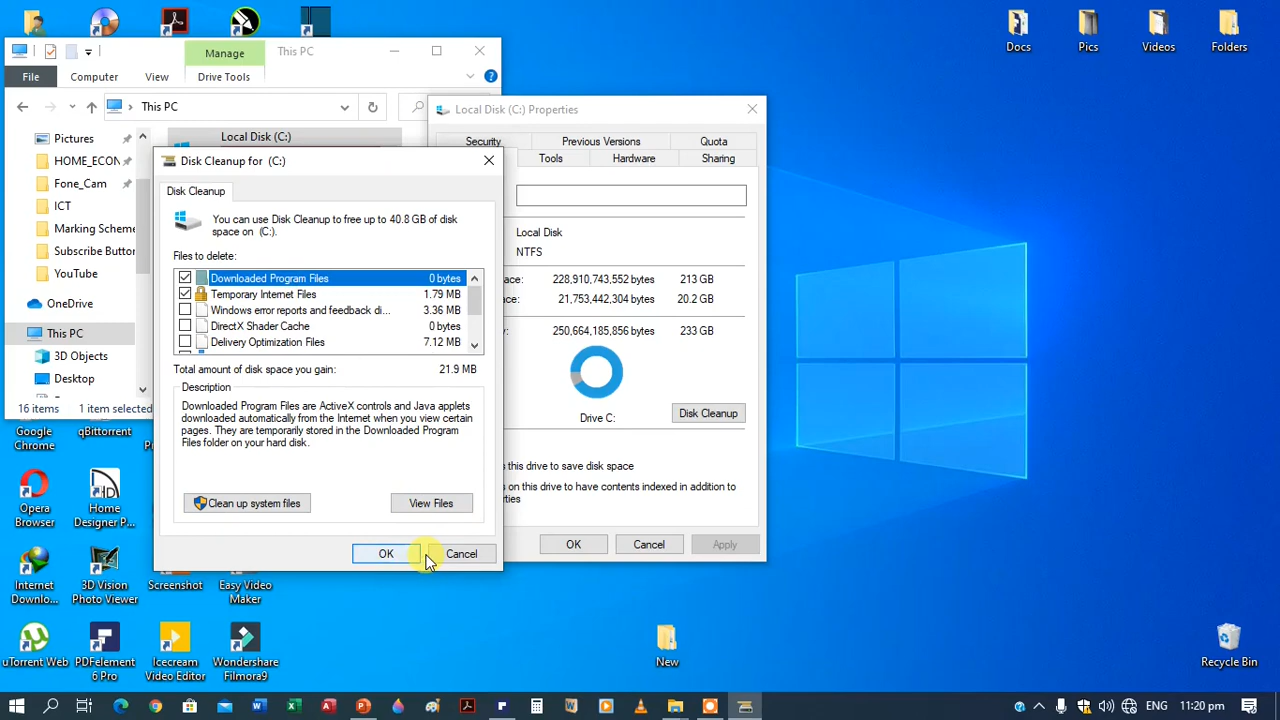 Docs
Pics
Videos
Folders
Manage
This PC
File
Computer
View
Drive Tools
This PC
Pictures
HOME_ECON
Fone_Cam
ICT
Marking Scheme
Subscribe Button
YouTube
OneDrive
This PC
3D Objects
Desktop
16 items
1 item selected
Local Disk (C:)
Local Disk (C:) Properties
Security
Previous Versions
Quota
Tools
Hardware
Sharing
Local Disk
NTFS
ace:
228,910,743,552 bytes
213 GB
ace:
21,753,442,304 bytes
20.2 GB
y:
250,664,185,856 bytes
233 GB
Drive C:
Disk Cleanup
s this drive to save disk space
s on this drive to have contents indexed in addition to
perties
OK
Cancel
Apply
Disk Cleanup for (C:)
Disk Cleanup
You can use Disk Cleanup to free up to 40.8 GB of disk
space on (C:).
Files to delete:
Downloaded Program Files
0 bytes
Temporary Internet Files
1.79 MB
Windows error reports and feedback di...
3.36 MB
DirectX Shader Cache
0 bytes
Delivery Optimization Files
7.12 MB
Total amount of disk space you gain:
21.9 MB
Description
Downloaded Program Files are ActiveX controls and Java applets
downloaded automatically from the Internet when you view certain
pages. They are temporarily stored in the Downloaded Program
Files folder on your hard disk.
Clean up system files
View Files
OK
Cancel
Google
Chrome
qBittorrent
Opera
Browser
Home
Designer P...
Internet
Downlo...
3D Vision
Photo Viewer
Screenshot
Easy Video
Maker
uTorrent Web
PDFelement
6 Pro
Icecream
Video Editor
Wondershare
Filmora9
New
Recycle Bin
ENG
11:20 PM